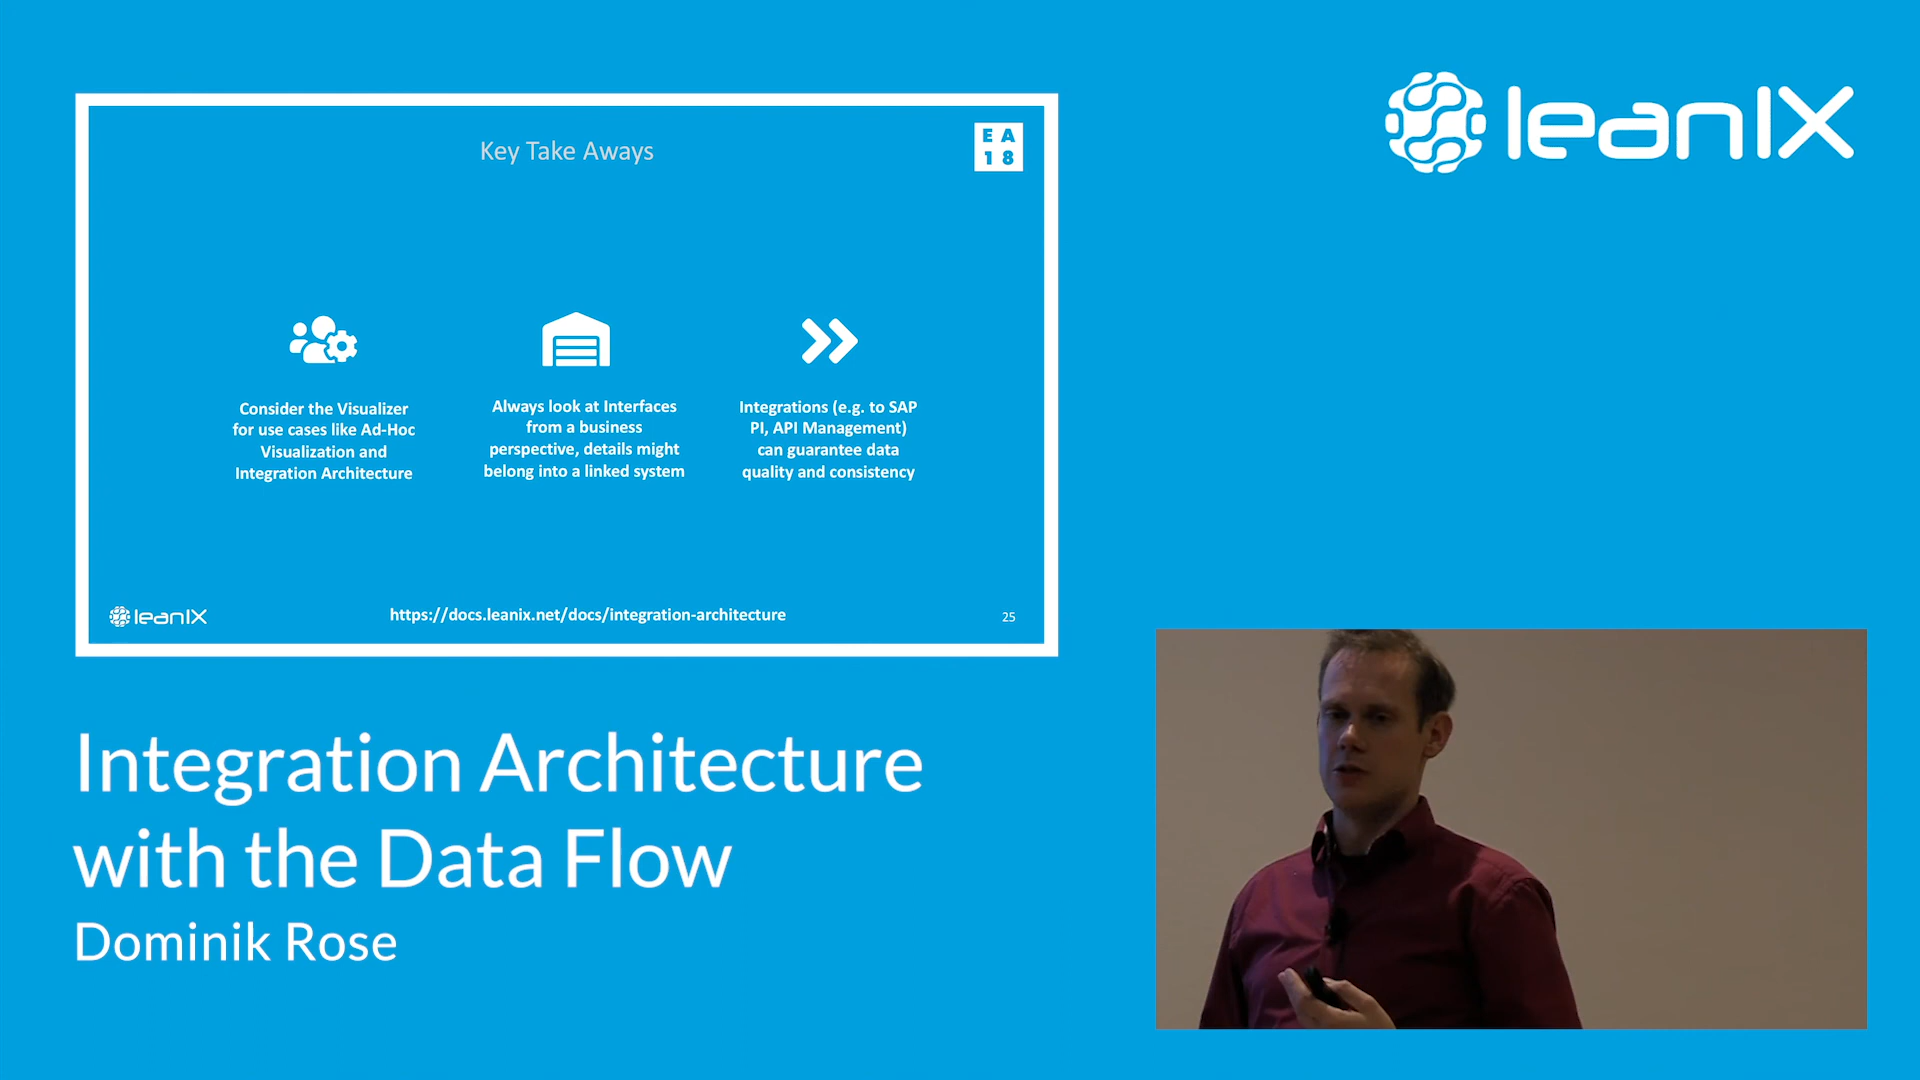 leanIX
Key Take Aways
E A
1 8
Consider the Visualizer
for use cases like Ad-Hoc
Visualization and
Integration Architecture
Always look at Interfaces
from a business
perspective, details might
belong into a linked system
Integrations (e.g. to SAP
PI, API Management)
can guarantee data
quality and consistency
leanIX
https://docs.leanix.net/docs/integration-architecture
25
Integration Architecture
with the Data Flow
Dominik Rose